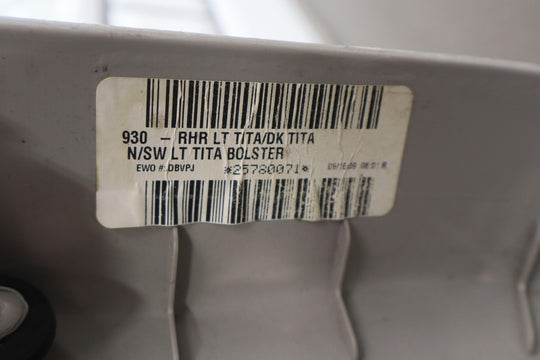 930 - RHR LT TITA/DK TITA
N/SW LT TITA BOLSTER
EWO #: DBVPJ *25780071*